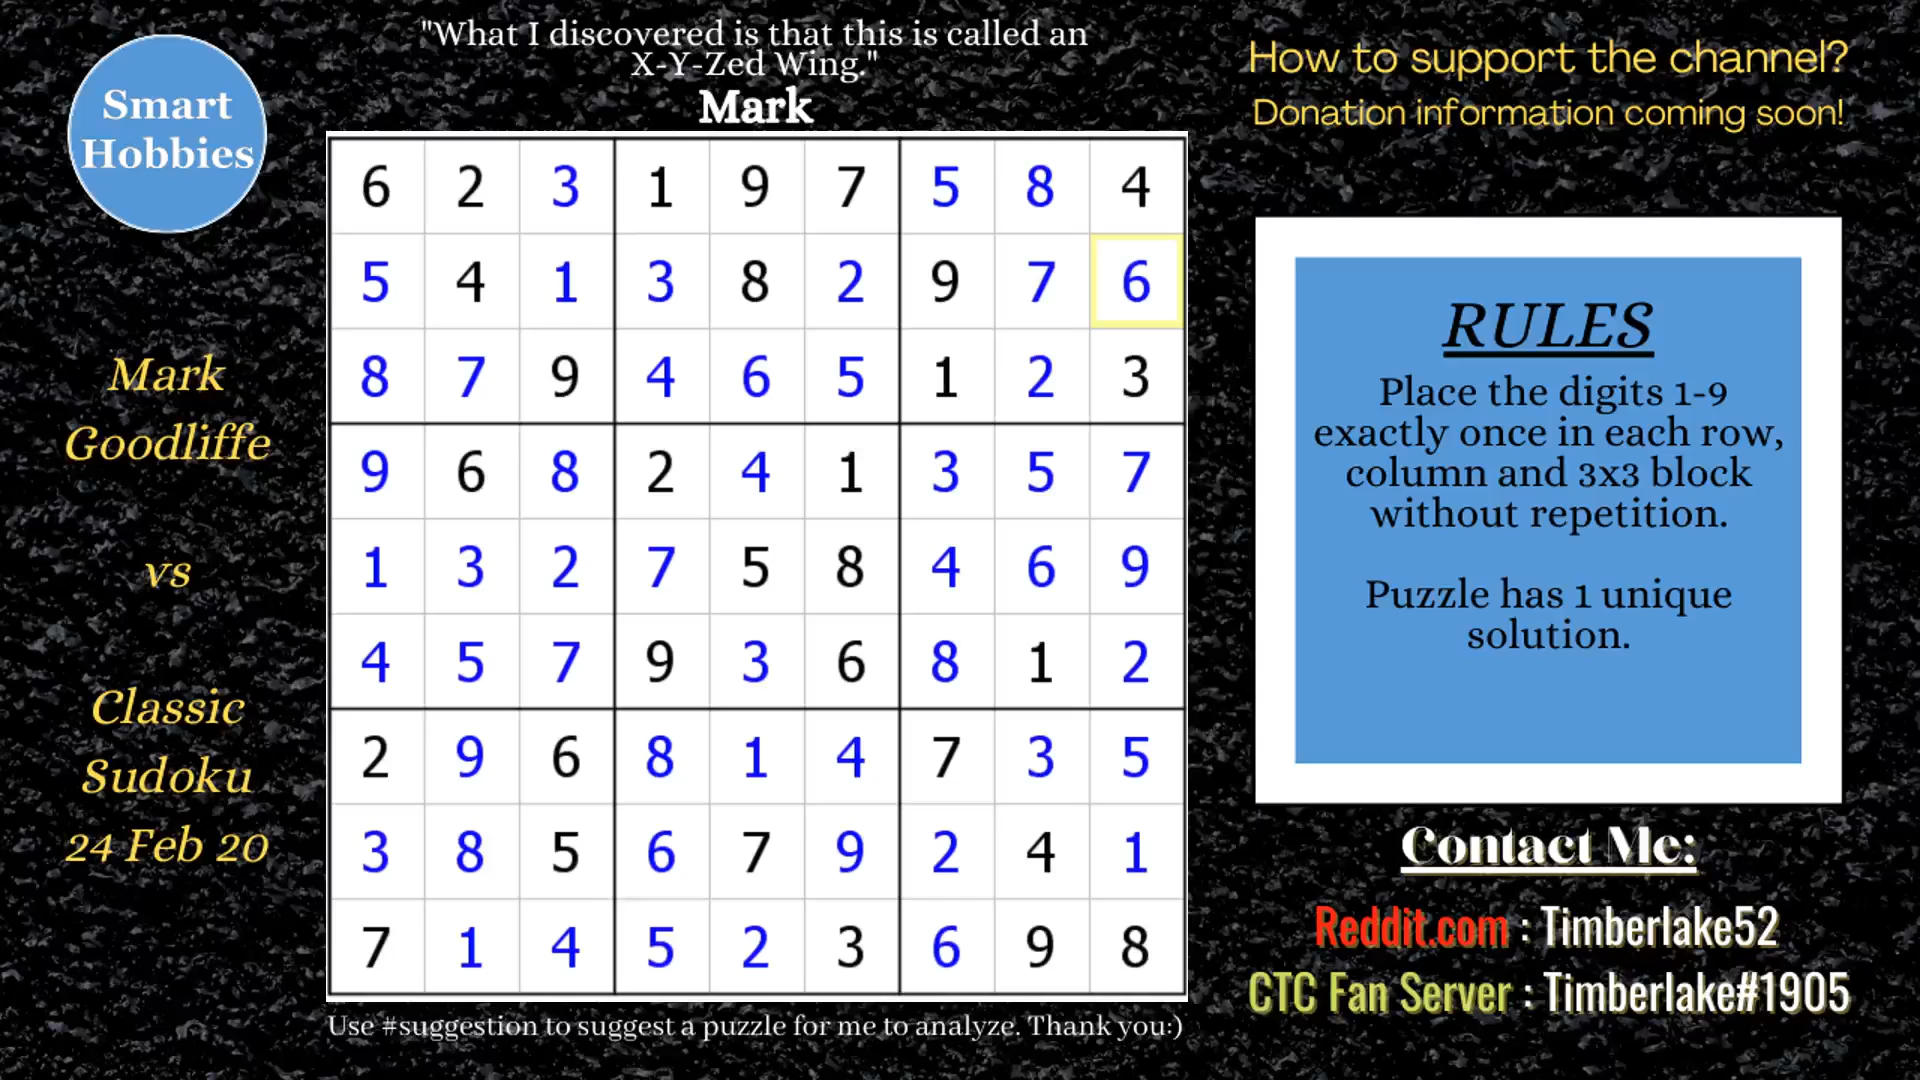 "What I discovered is that this is called an
X-Y-Zed Wing."
Mark
Smart
Hobbies
Mark
Goodliffe
vs
Classic
Sudoku
24 Feb 20
6 2 3 1 9 7 5 8 4
5 4 1 3 8 2 9 7 6
8 7 9 4 6 5 1 2 3
9 6 8 2 4 1 3 5 7
1 3 2 7 5 8 4 6 9
4 5 7 9 3 6 8 1 2
2 9 6 8 1 4 7 3 5
3 8 5 6 7 9 2 4 1
7 1 4 5 2 3 6 9 8
Use #suggestion to suggest a puzzle for me to analyze. Thank you:)
How to support the channel?
Donation information coming soon!
RULES
Place the digits 1-9
exactly once in each row,
column and 3x3 block
without repetition.
Puzzle has 1 unique
solution.
Contact Me:
Reddit.com : Timberlake52
CTC Fan Server : Timberlake#1905